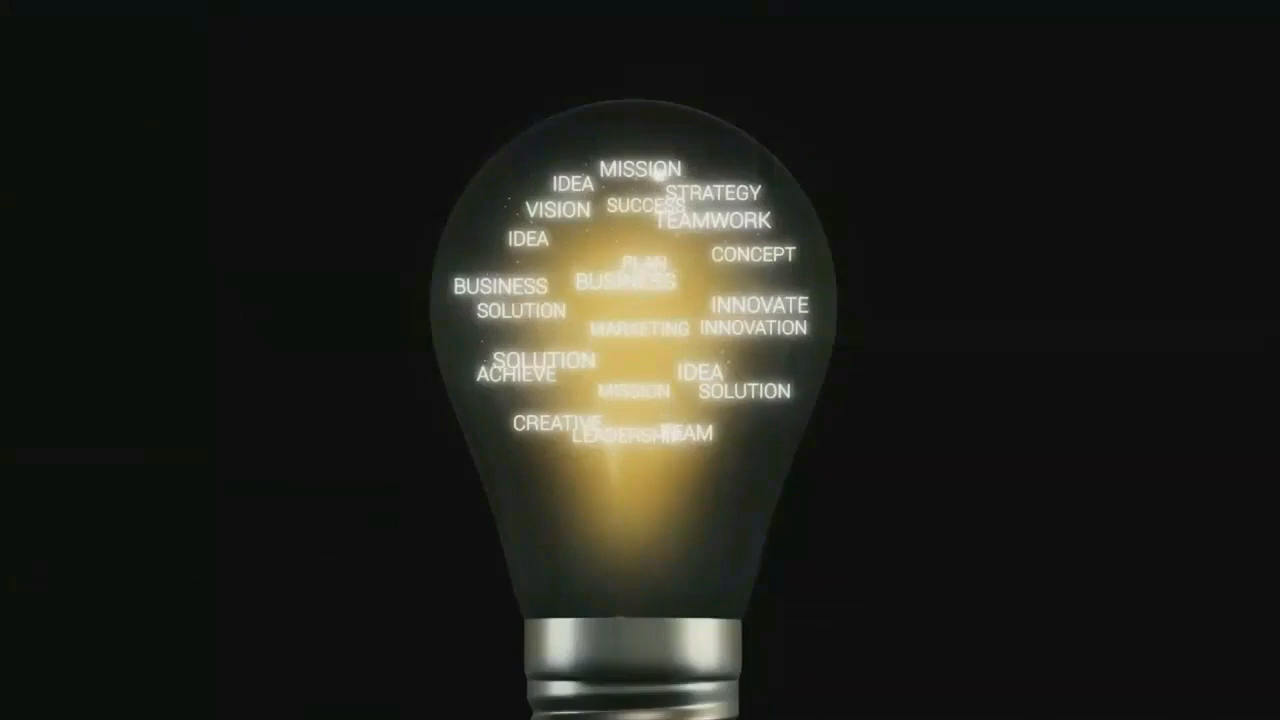 MISSION
IDEA
STRATEGY
SUCCESS
VISION
TEAMWORK
IDEA
CONCEPT
PLAN
BUSINESS
BUSINESS
INNOVATE
SOLUTION
MARKETING
INNOVATION
SOLUTION
ACHIEVE
IDEA
MISSION
SOLUTION
CREATIVE
LEADERSHIP
TEAM